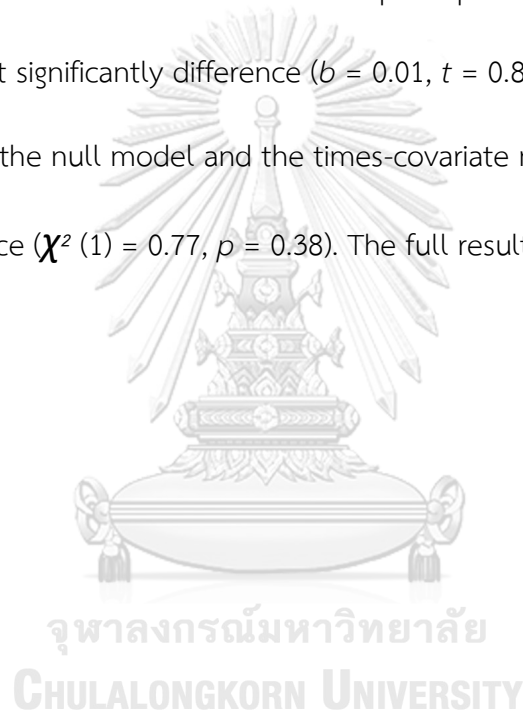 t significantly difference (b = 0.01, t = 0.8
the null model and the times-covariate
ce (χ² (1) = 0.77, p = 0.38). The full result
จุฬาลงกรณ์มหาวิทยาลัย
CHULALONGKORN UNIVERSITY